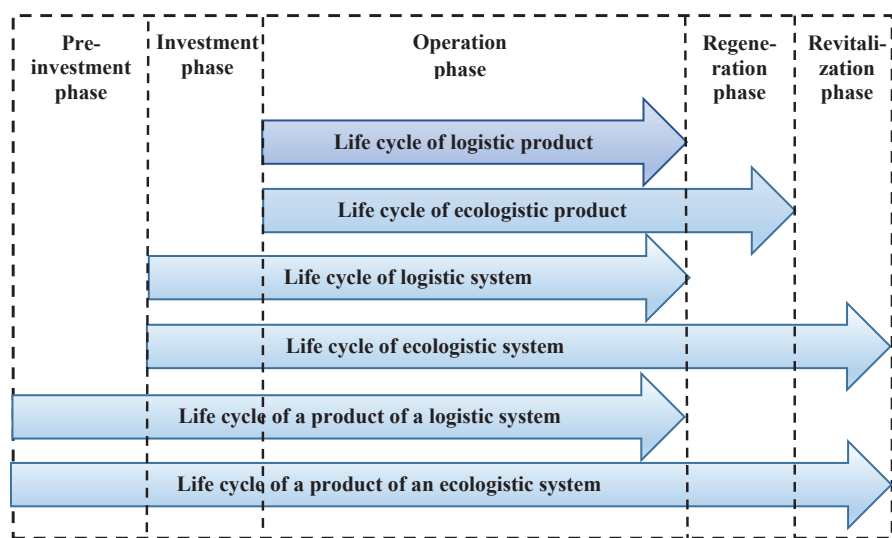 Pre-
investment
phase
Investment
phase
Operation
phase
Regene-
ration
phase
Revitali-
zation
phase
Life cycle of logistic product
Life cycle of ecologistic product
Life cycle of logistic system
Life cycle of ecologistic system
Life cycle of a product of a logistic system
Life cycle of a product of an ecologistic system